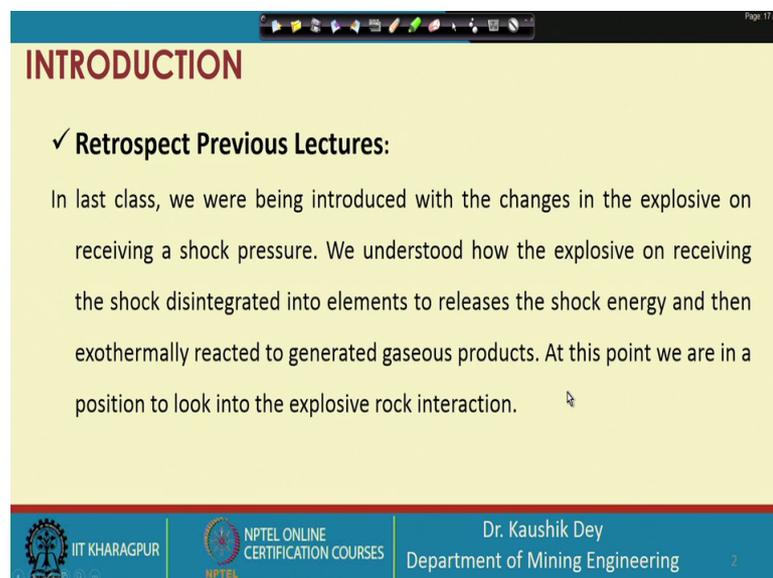 Page: 17
INTRODUCTION
✓ Retrospect Previous Lectures:
In last class, we were being introduced with the changes in the explosive on
receiving a shock pressure. We understood how the explosive on receiving
the shock disintegrated into elements to releases the shock energy and then
exothermally reacted to generated gaseous products. At this point we are in a
position to look into the explosive rock interaction.
IIT KHARAGPUR
NPTEL
NPTEL ONLINE
CERTIFICATION COURSES
Dr. Kaushik Dey
Department of Mining Engineering
2